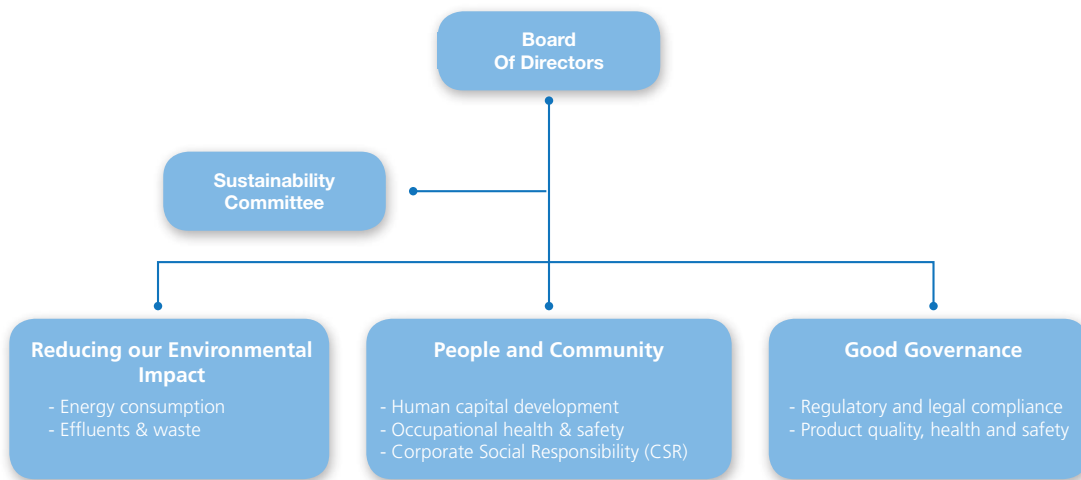 Board
Of Directors
Sustainability
Committee
Reducing our Environmental
Impact
- Energy consumption
- Effluents & waste
People and Community
- Human capital development
- Occupational health & safety
- Corporate Social Responsibility (CSR)
Good Governance
- Regulatory and legal compliance
- Product quality, health and safety